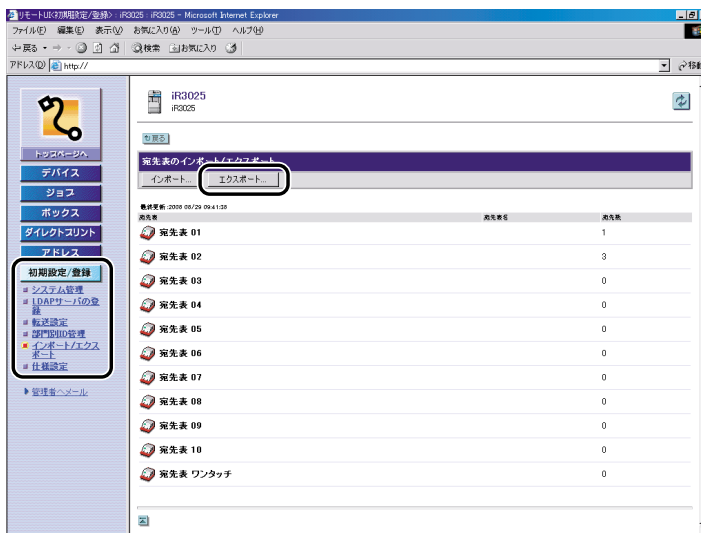 リモートUI<初期設定/登録> : iR3025 : iR3025 - Microsoft Internet Explorer
ファイル(F) 編集(E) 表示(V) お気に入り(A) ツール(T) ヘルプ(H)
戻る 検索 お気に入り
アドレス(D) http:// 移動
iR3025
iR3025
戻る
トップページへ
宛先表のインポート/エクスポート
インポート... エクスポート...
デバイス
ジョブ
ボックス
ダイレクトプリント
アドレス
初期設定/登録
システム管理
LDAPサーバの登
録
転送設定
部門別ID管理
インポート/エクス
ポート
仕様設定
管理者へメール
最終更新 :2008 08/29 09:41:38
宛先表 宛先表名 宛先数
宛先表 01 1
宛先表 02 3
宛先表 03 0
宛先表 04 0
宛先表 05 0
宛先表 06 0
宛先表 07 0
宛先表 08 0
宛先表 09 0
宛先表 10 0
宛先表 ワンタッチ 0